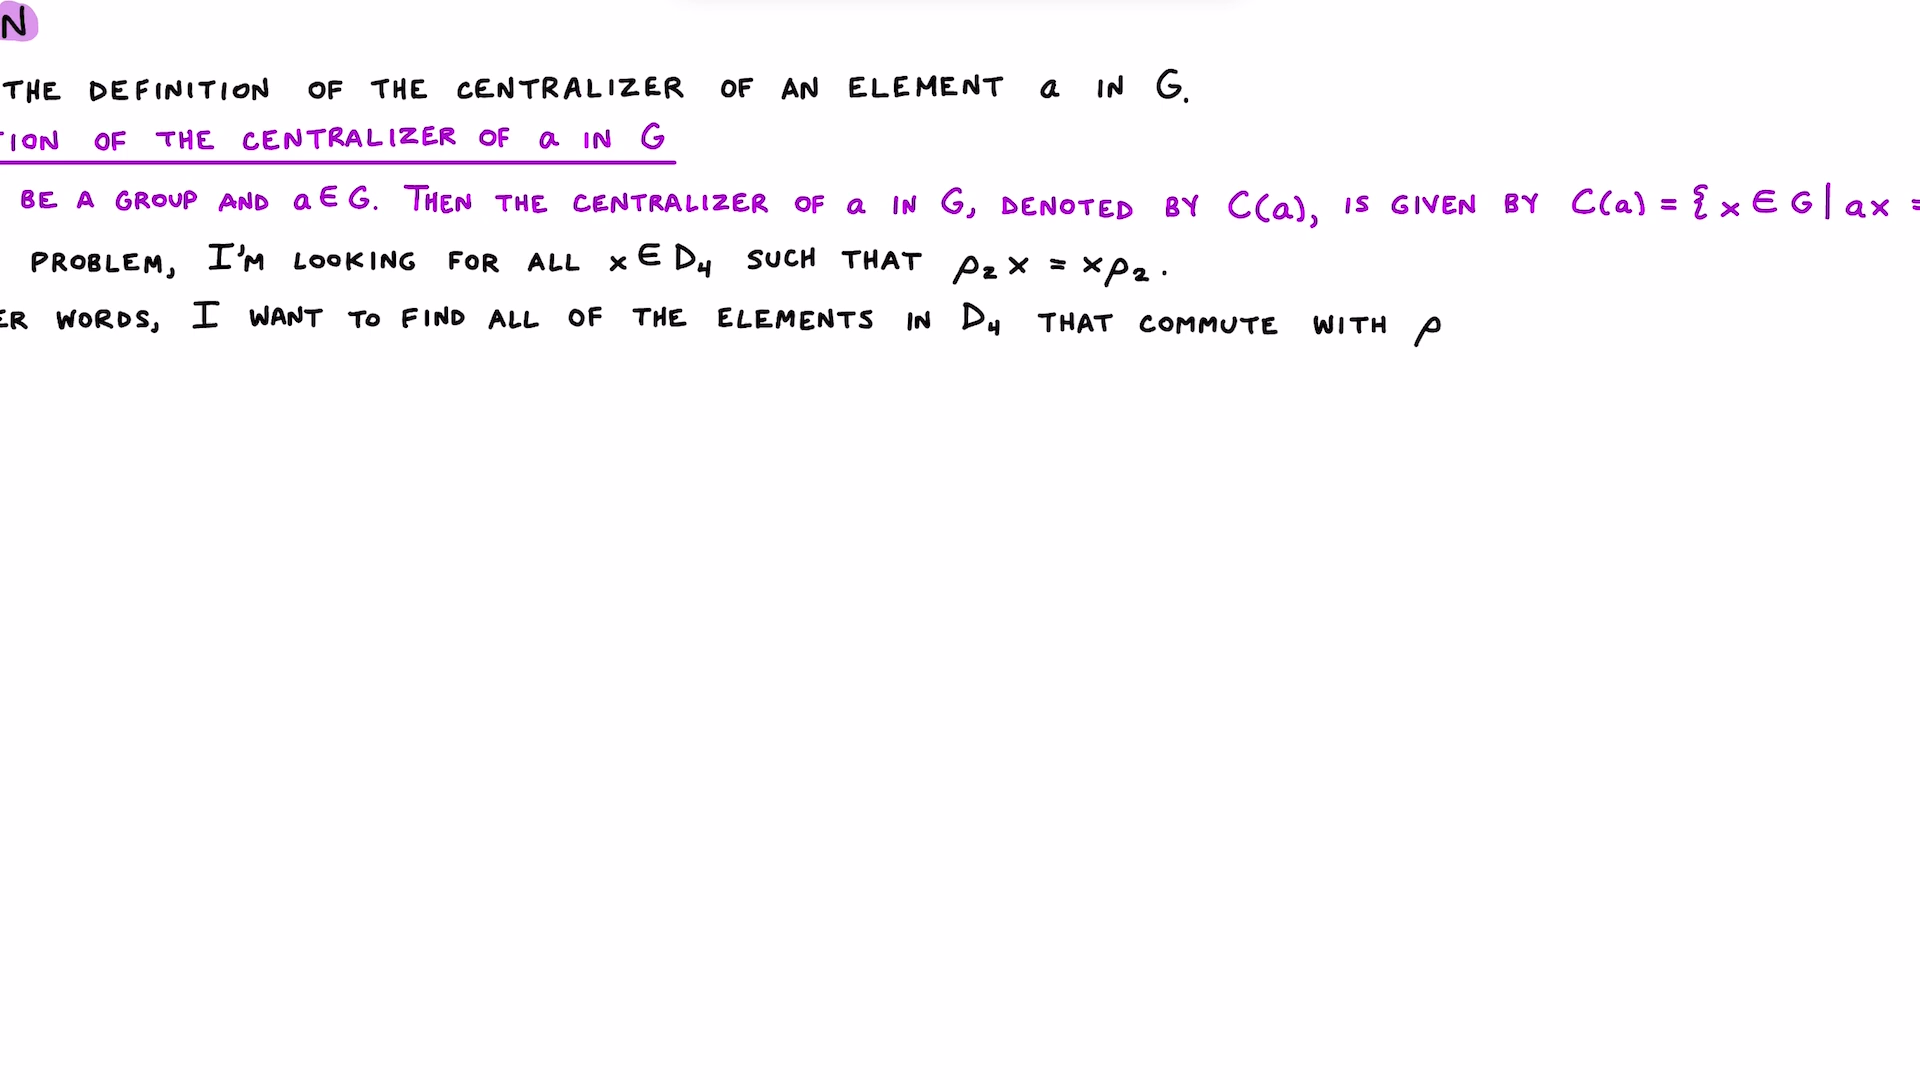 N
THE DEFINITION OF THE CENTRALIZER OF AN ELEMENT a IN G.
TION OF THE CENTRALIZER OF a IN G
BE A GROUP AND a∈G. THEN THE CENTRALIZER OF a IN G, DENOTED BY C(a), IS GIVEN BY C(a) = { x ∈ G | ax =
PROBLEM, I'M LOOKING FOR ALL x ∈ D₄ SUCH THAT ρ₂x = xρ₂.
ER WORDS, I WANT TO FIND ALL OF THE ELEMENTS IN D₄ THAT COMMUTE WITH ρ